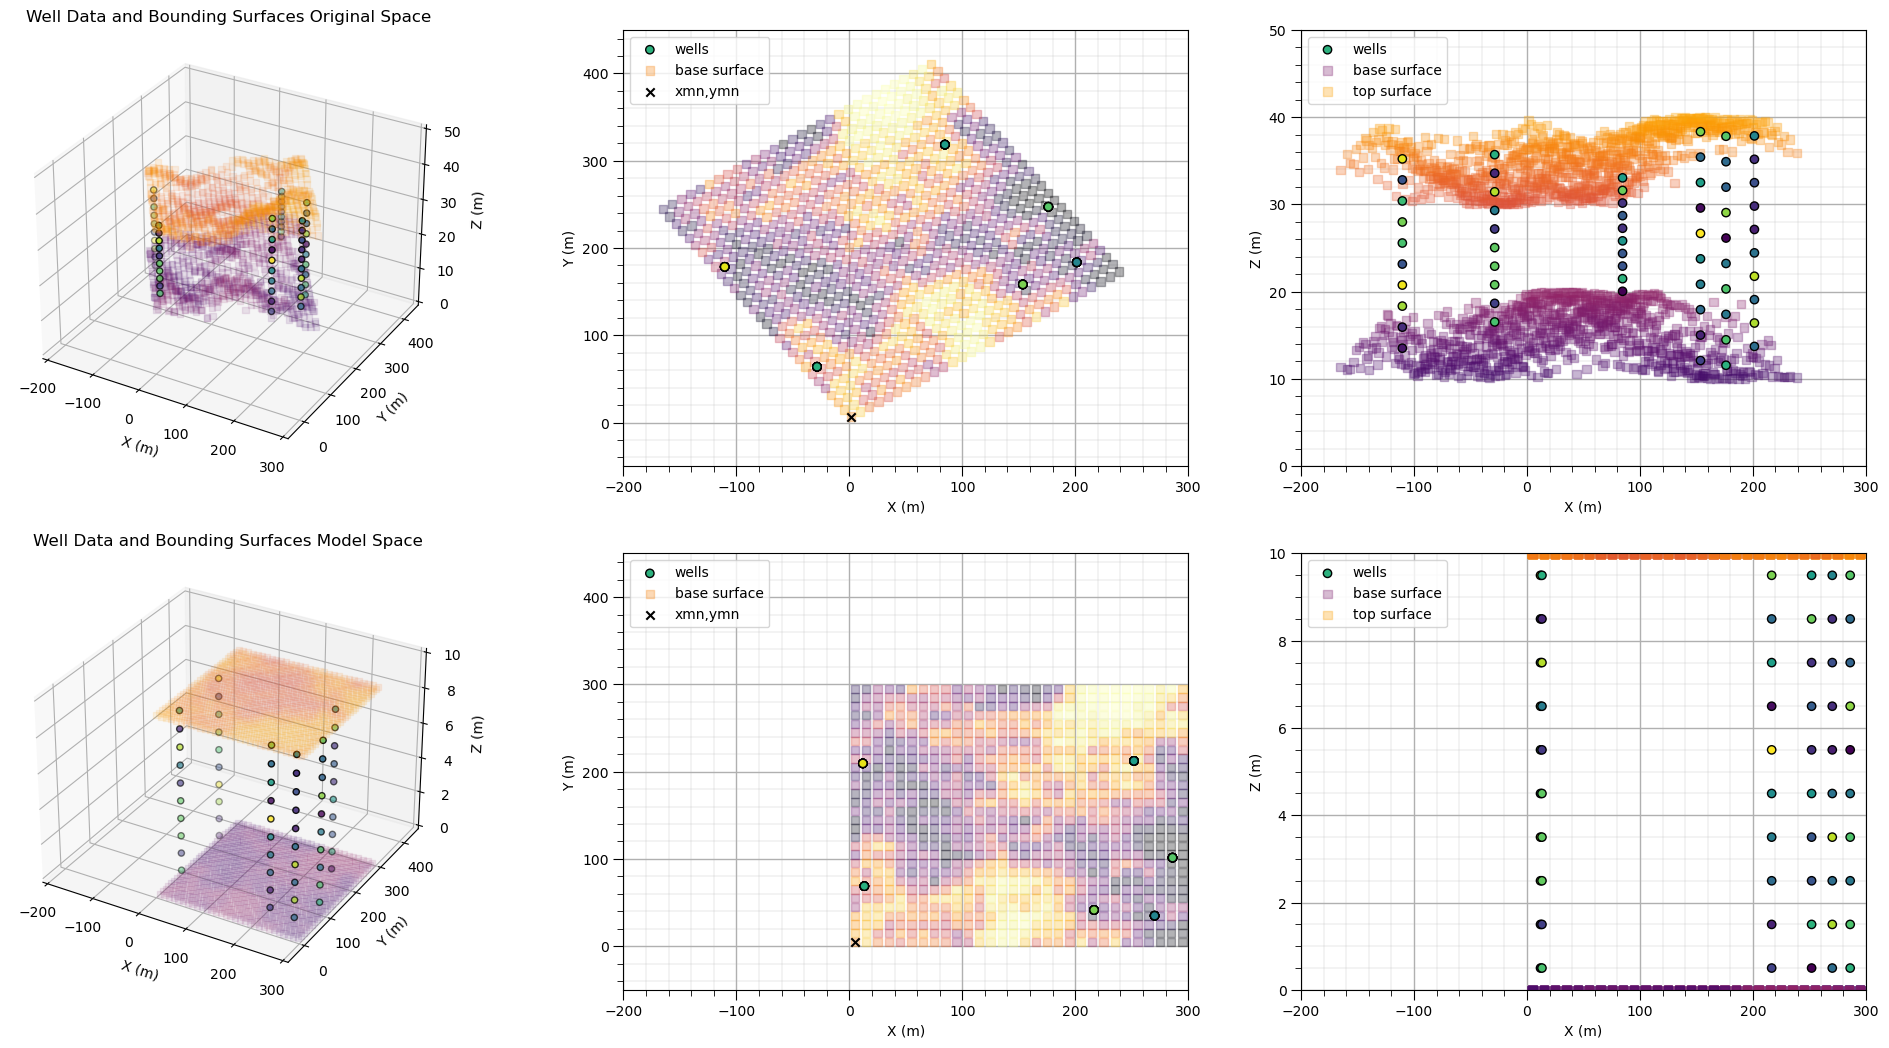 Well Data and Bounding Surfaces Original Space
50
40
30
20
10
0
Z (m)
−200
−100
0
100
200
300
X (m)
0
100
200
300
400
Y (m)
wells
base surface
xmn,ymn
400
300
200
100
0
Y (m)
−200
−100
0
100
200
300
X (m)
wells
base surface
top surface
50
40
30
20
10
0
Z (m)
−200
−100
0
100
200
300
X (m)
Well Data and Bounding Surfaces Model Space
10
8
6
4
2
0
Z (m)
−200
−100
0
100
200
300
X (m)
0
100
200
300
400
Y (m)
wells
base surface
xmn,ymn
400
300
200
100
0
Y (m)
−200
−100
0
100
200
300
X (m)
wells
base surface
top surface
10
8
6
4
2
0
Z (m)
−200
−100
0
100
200
300
X (m)